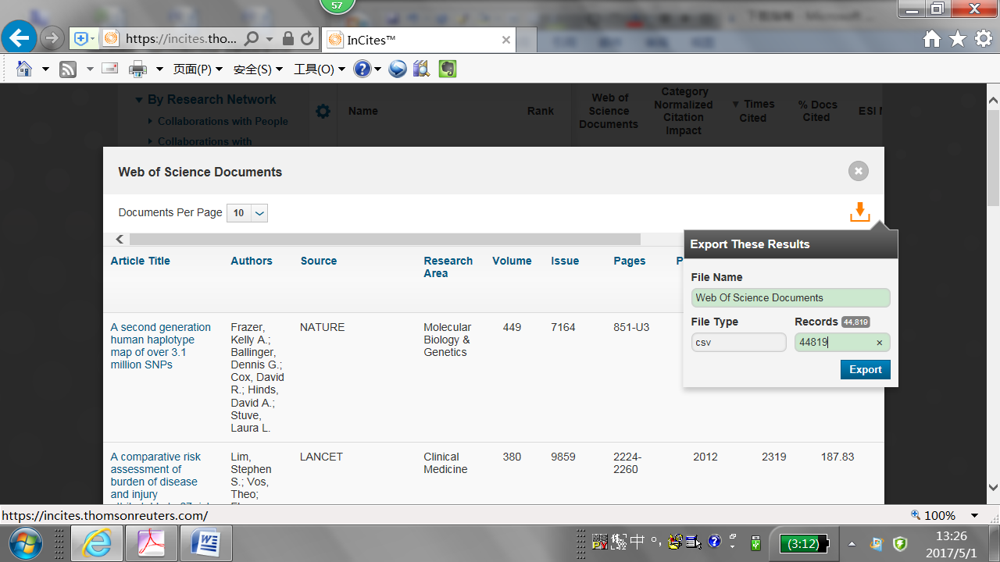 57
https://incites.tho...
InCites™
页面(P)
安全(S)
工具(O)
By Research Network
Collaborations with People
Collaborations with
Name
Rank
Web of Science Documents
Category Normalized Citation Impact
Times Cited
% Docs Cited
ESI
Web of Science Documents
Documents Per Page 10
Export These Results
File Name
Web Of Science Documents
File Type
Records 44,819
csv
44819
Export
Article Title Authors Source Research Area Volume Issue Pages
A second generation
human haplotype
map of over 3.1
million SNPs
Frazer,
Kelly A.;
Ballinger,
Dennis G.;
Cox, David
R.; Hinds,
David A.;
Stuve,
Laura L.
NATURE
Molecular
Biology &
Genetics
449
7164
851-U3
A comparative risk
assessment of
burden of disease
and injury
Lim,
Stephen
S.; Vos,
Theo;
LANCET
Clinical
Medicine
380
9859
2224-
2260
2012
2319
187.83
https://incites.thomsonreuters.com/
100%
中
(3:12)
13:26
2017/5/1